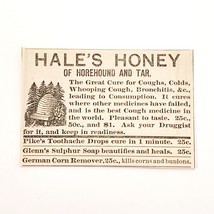 HALE'S HONEY
OF HOREHOUND AND TAR.
The Great Cure for Coughs, Colds,
Whooping Cough, Bronchitis, &c.,
leading to Consumption. It cures
where other medicines have failed,
and is the best Cough medicine in
the world. Pleasant to taste. 25c.,
50c., and $1. Ask your Druggist
for it, and keep in readiness.
Pike's Toothache Drops cure in 1 minute. 25c.
Glenn's Sulphur Soap beautifies and heals. 25c.
German Corn Remover, 25c., kills corns and bunions.